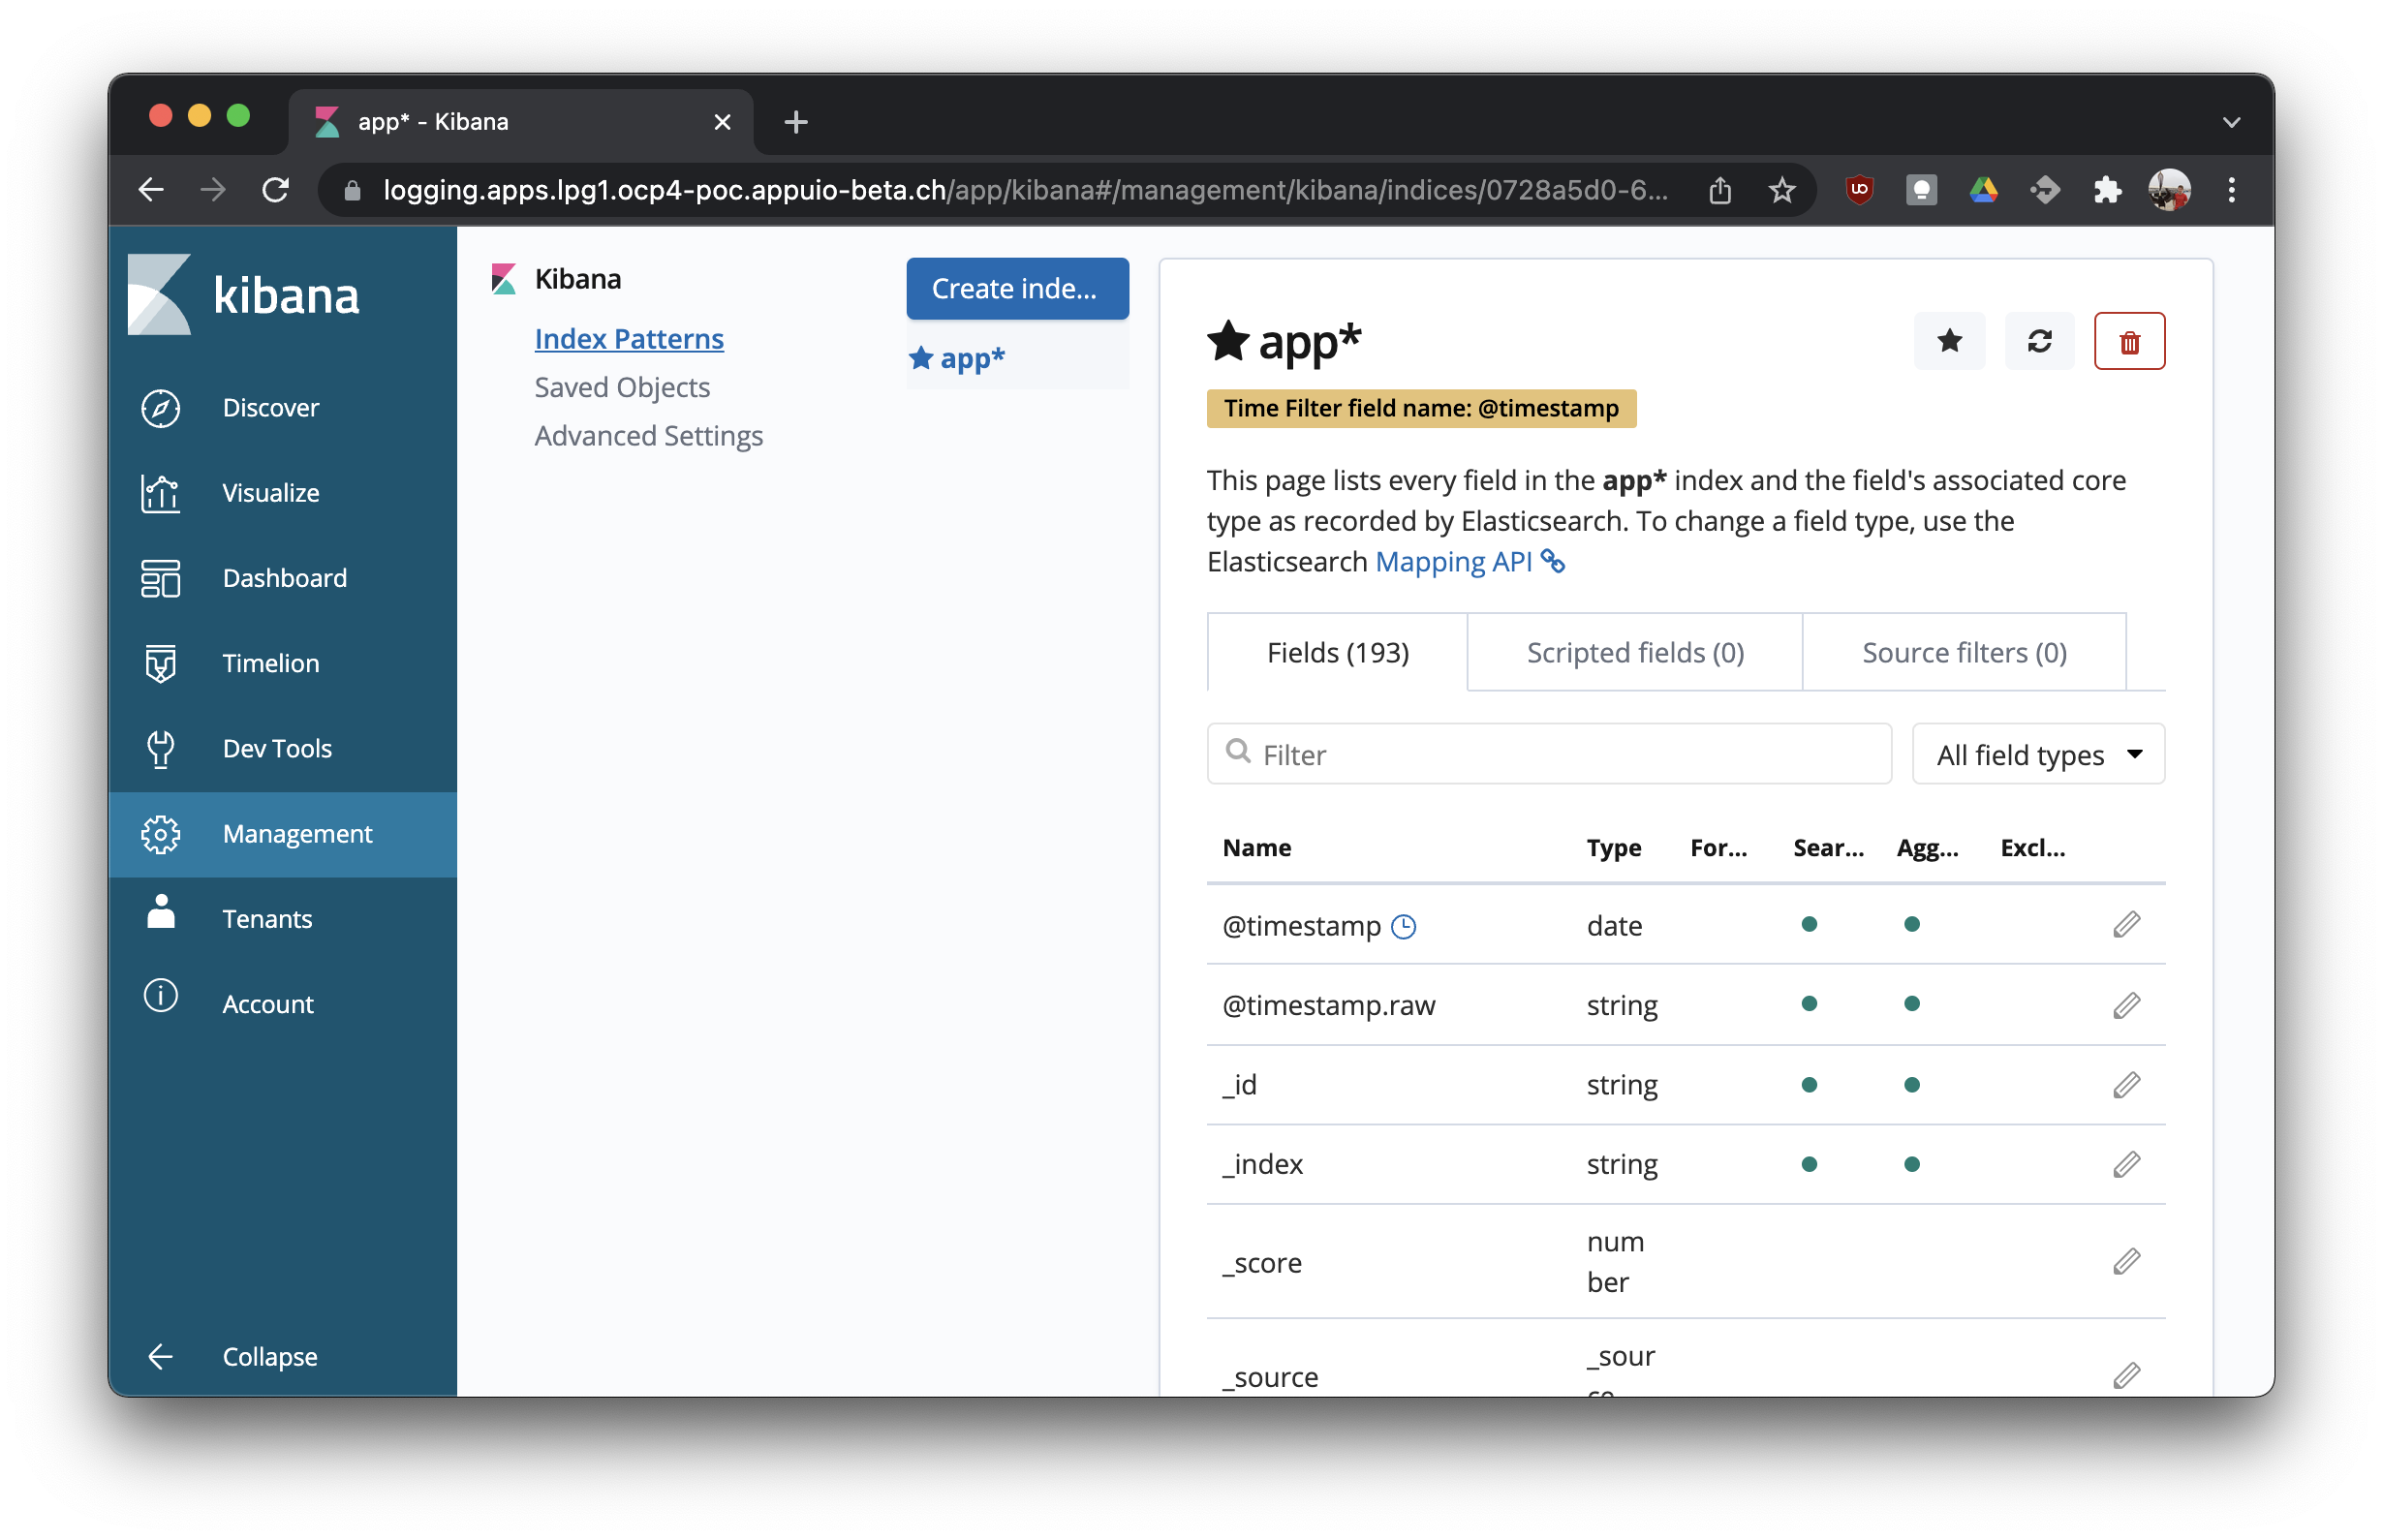 app* - Kibana
logging.apps.lpg1.ocp4-poc.appuio-beta.ch/app/kibana#/management/kibana/indices/0728a5d0-6...
kibana
Discover
Visualize
Dashboard
Timelion
Dev Tools
Management
Tenants
Account
Collapse
Kibana
Index Patterns
Saved Objects
Advanced Settings
Create inde...
app*
app*
Time Filter field name: @timestamp
This page lists every field in the app* index and the field's associated core
type as recorded by Elasticsearch. To change a field type, use the
Elasticsearch Mapping API
Fields (193) Scripted fields (0) Source filters (0)
Filter All field types
Name Type For... Sear... Agg... Excl...
@timestamp date
@timestamp.raw string
_id string
_index string
_score num
ber
_source _sour
ce